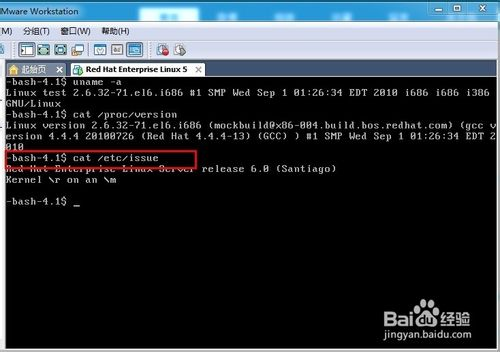 VMware Workstation
(M) 分组(T) 窗口(W) 帮助(H)
起始页 Red Hat Enterprise Linux 5
-bash-4.1$ uname -a
Linux test 2.6.32-71.el6.i686 #1 SMP Wed Sep 1 01:26:34 EDT 2010 i686 i686 i386
GNU/Linux
-bash-4.1$ cat /proc/version
Linux version 2.6.32-71.el6.i686 (mockbuild@x86-004.build.bos.redhat.com) (gcc v
ersion 4.4.4 20100726 (Red Hat 4.4.4-13) (GCC) ) #1 SMP Wed Sep 1 01:26:34 EDT 2
010
-bash-4.1$ cat /etc/issue
Red Hat Enterprise Linux Server release 6.0 (Santiago)
Kernel \r on an \m
-bash-4.1$ _
Bai du 经验
jingyan.baidu.com